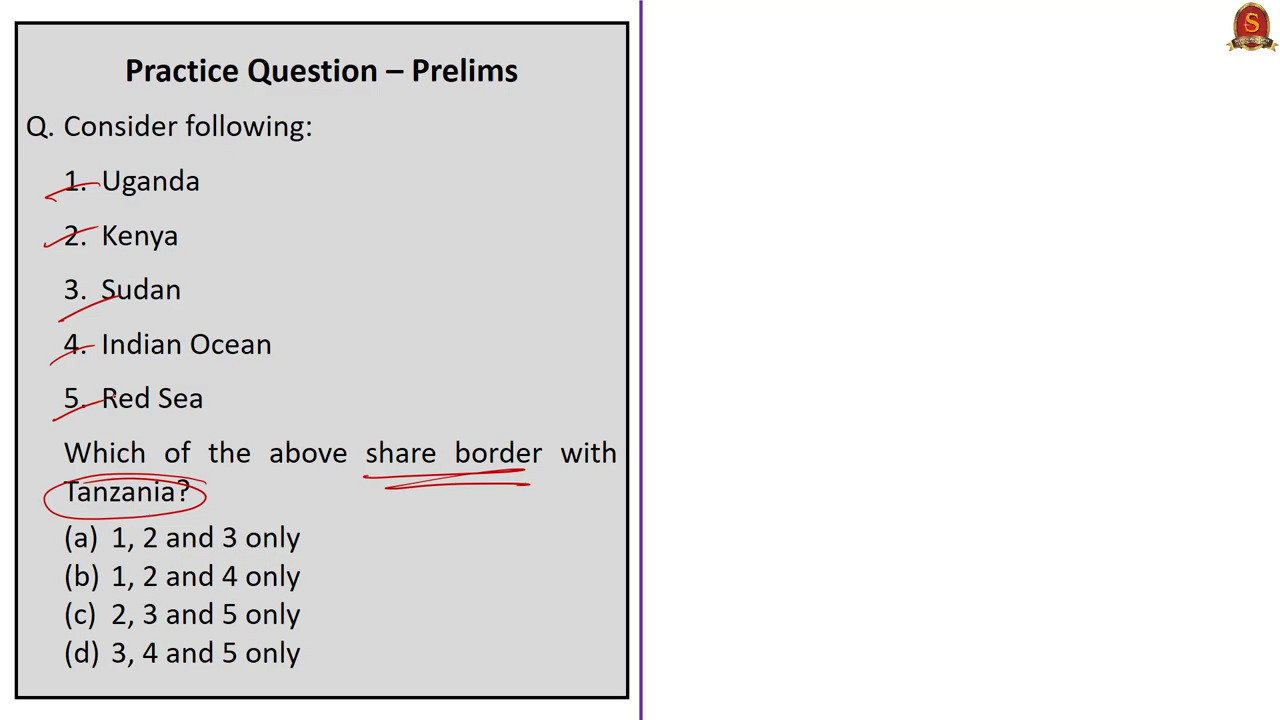 Practice Question – Prelims
Q. Consider following:
1. Uganda
2. Kenya
3. Sudan
4. Indian Ocean
5. Red Sea
Which of the above share border with
Tanzania?
(a) 1, 2 and 3 only
(b) 1, 2 and 4 only
(c) 2, 3 and 5 only
(d) 3, 4 and 5 only
S